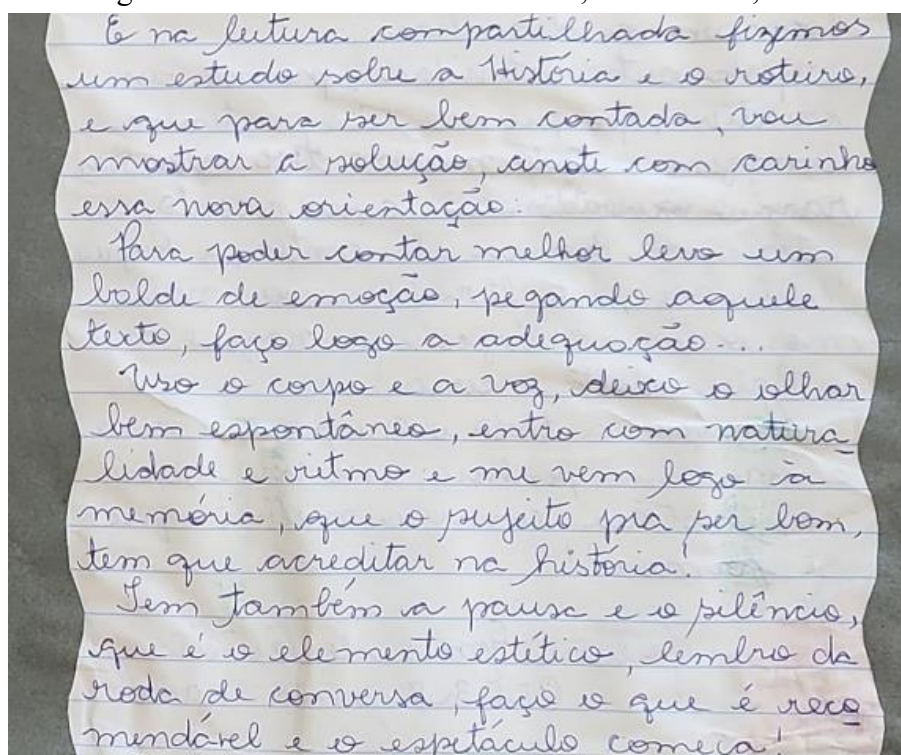 E na leitura compartilhada fizemos
um estudo sobre a História e o roteiro,
e que para ser bem contada, vou
mostrar a solução, anote com carinho
essa nova orientação:
Para poder contar melhor levo um
balde de emoção, pegando aquele
texto, faço logo a adequação...
Uso o corpo e a voz, deixo o olhar
bem espontâneo, entro com natura_
lidade e ritmo e me vem logo à
memória, que o sujeito pra ser bom,
tem que acreditar na história!
Tem também a pausa e o silêncio,
que é o elemento estético, lembro da
roda de conversa, faço o que é reco
mendável e o espetáculo começa!